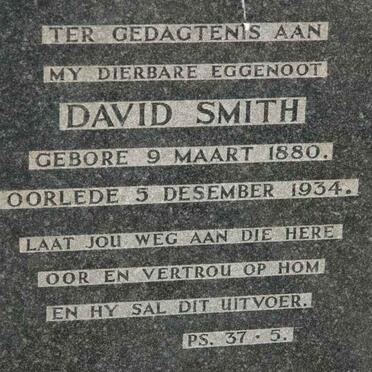 TER GEDAGTENIS AAN
MY DIERBARE EGGENOOT
DAVID SMITH
GEBORE 9 MAART 1880.
OORLEDE 5 DESEMBER 1934.
LAAT JOU WEG AAN DIE HERE
OOR EN VERTROU OP HOM
EN HY SAL DIT UITVOER.
PS. 37 · 5.